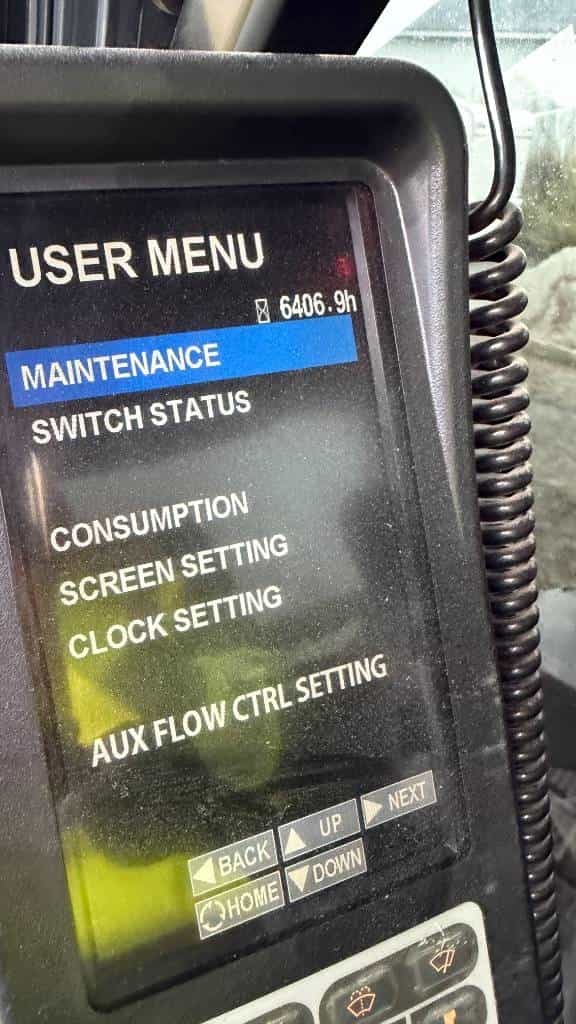 USER MENU
6406.9h
MAINTENANCE
SWITCH STATUS
CONSUMPTION
SCREEN SETTING
CLOCK SETTING
AUX FLOW CTRL SETTING
BACK UP NEXT
HOME DOWN